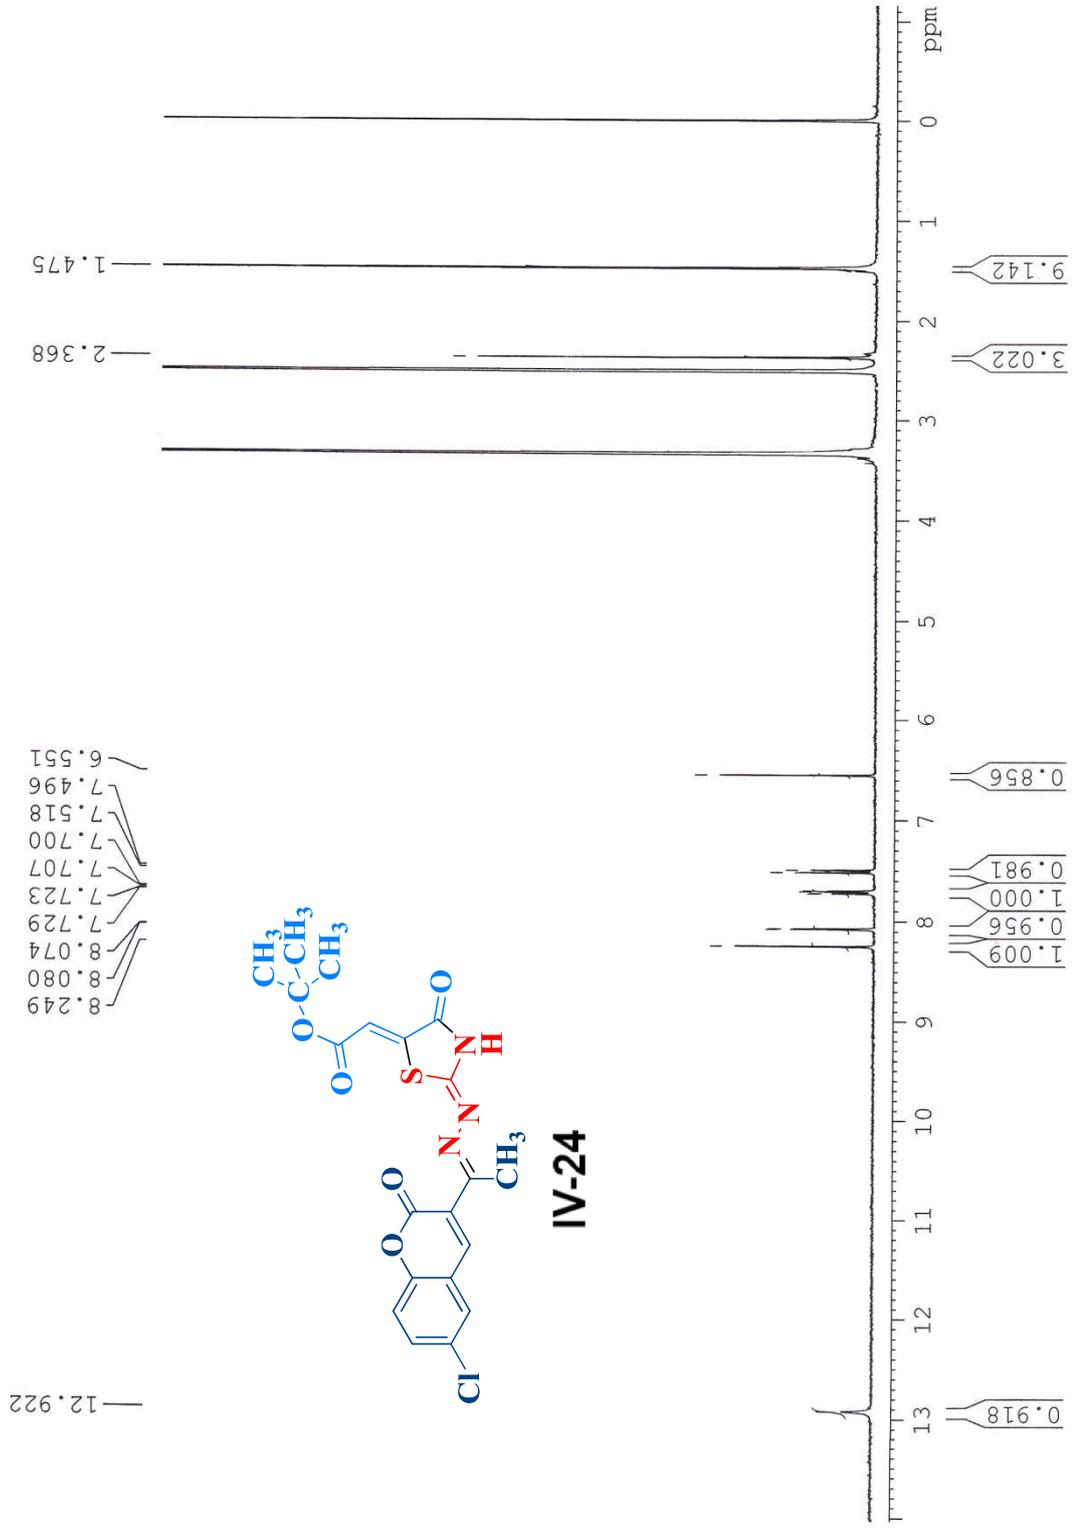 12.922
8.249
8.080
8.074
7.729
7.723
7.707
7.700
7.518
7.496
6.551
2.368
1.475
Cl
O
O
CH3
N
N
S
N
H
O
O
O
C
CH3
CH3
CH3
IV-24
13 12 11 10 9 8 7 6 5 4 3 2 1 0 ppm
0.918
1.009
0.956
1.000
0.981
0.856
3.022
9.142